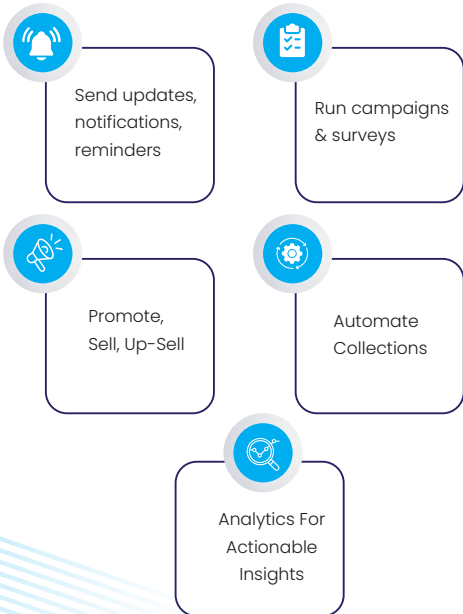 Send updates,
notifications,
reminders
Run campaigns
& surveys
Promote,
Sell, Up-Sell
Automate
Collections
Analytics For
Actionable
Insights